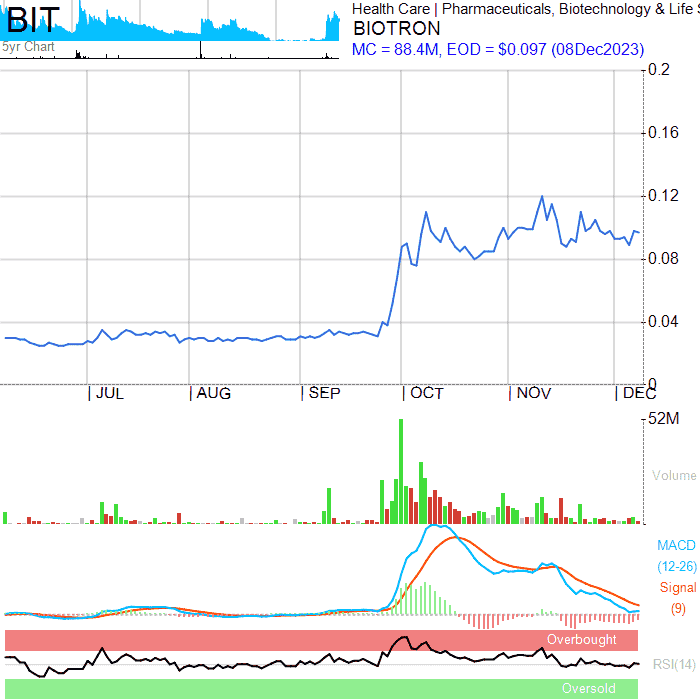 BIT
5yr Chart
Health Care | Pharmaceuticals, Biotechnology & Life S
BIOTRON
MC = 88.4M, EOD = $0.097 (08Dec2023)
0.2
0.16
0.12
0.08
0.04
0
JUL AUG SEP OCT NOV DEC
52M
Volume
MACD
(12-26)
Signal
(9)
Overbought
RSI(14)
Oversold